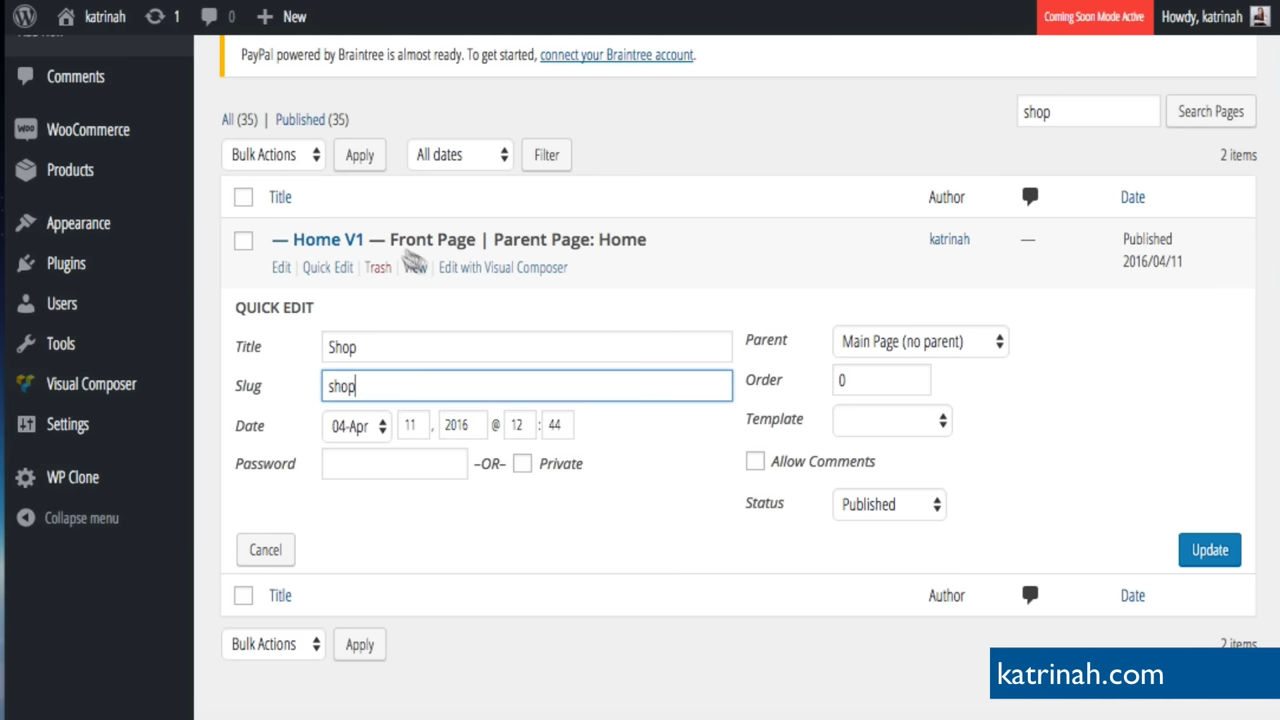 katrinah 1 0 New Coming Soon Mode Active Howdy, katrinah
Comments
WooCommerce
Products
Appearance
Plugins
Users
Tools
Visual Composer
Settings
WP Clone
Collapse menu
PayPal powered by Braintree is almost ready. To get started, connect your Braintree account.
shop Search Pages
All (35) | Published (35)
Bulk Actions Apply All dates Filter 2 items
Title Author Date
— Home V1 — Front Page | Parent Page: Home katrinah — Published
2016/04/11
Edit | Quick Edit | Trash | View | Edit with Visual Composer
QUICK EDIT
Title Shop Parent Main Page (no parent)
Slug shop Order 0
Date 04-Apr 11 , 2016 @ 12 : 44 Template
Password –OR– Private Allow Comments
Status Published
Cancel Update
Title Author Date
Bulk Actions Apply 2 items
katrinah.com